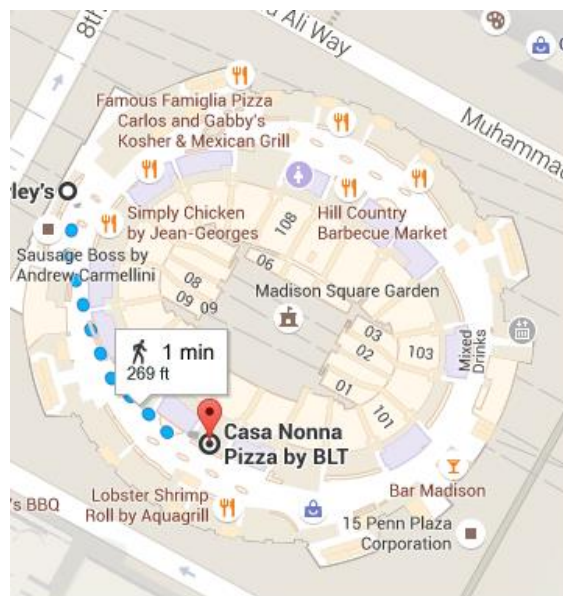 8th
Ali Way
Muhammad
Famous Famiglia Pizza
Carlos and Gabby's
Kosher & Mexican Grill
ley's
Simply Chicken
by Jean-Georges
108
Hill Country
Barbecue Market
Sausage Boss by
Andrew Carmellini
06
08
09
09
Madison Square Garden
03
02
103
01
101
Mixed
Drinks
1 min
269 ft
Casa Nonna
Pizza by BLT
Bar Madison
's BBQ
Lobster Shrimp
Roll by Aquagrill
15 Penn Plaza
Corporation